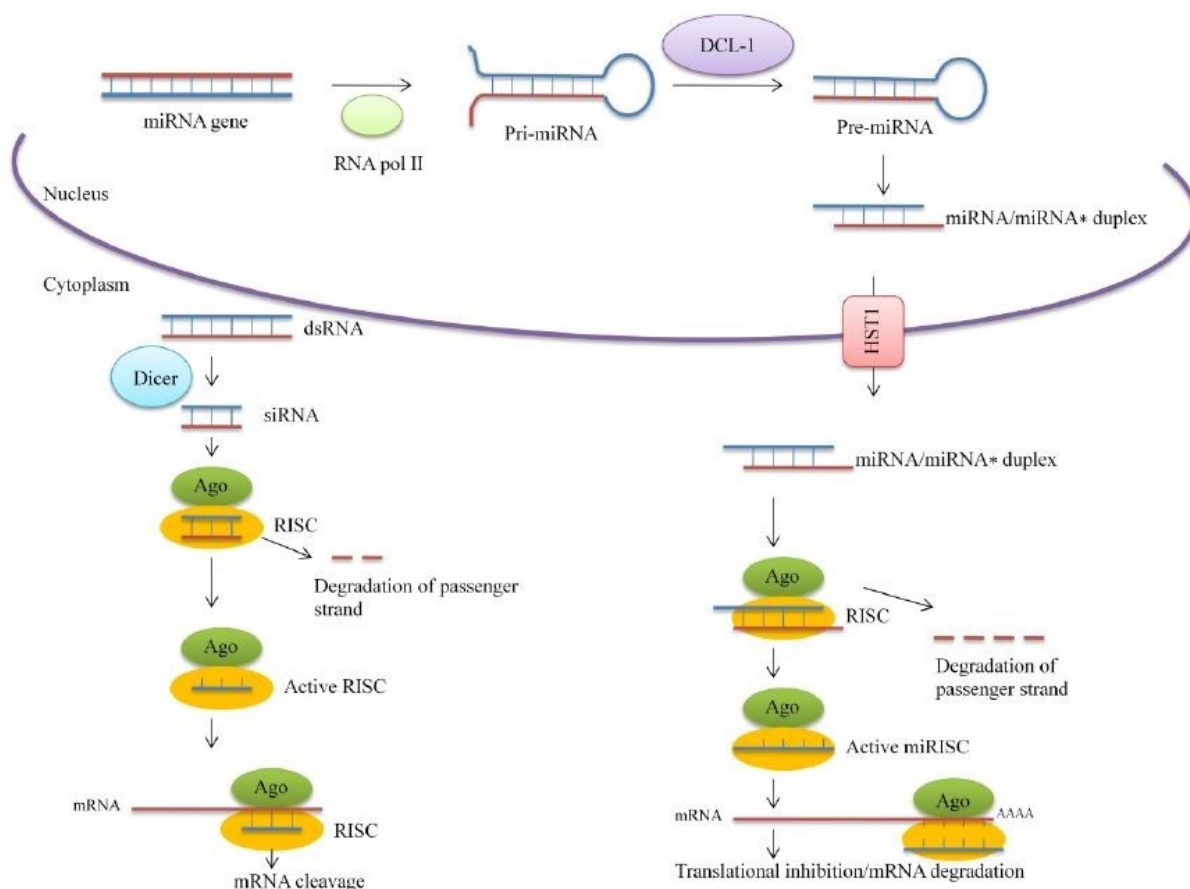 DCL-1
miRNA gene
RNA pol II
Pri-miRNA
Pre-miRNA
Nucleus
miRNA/miRNA* duplex
Cytoplasm
HST1
dsRNA
Dicer
siRNA
Ago
RISC
Degradation of passenger
strand
Ago
Active RISC
mRNA
Ago
RISC
mRNA cleavage
miRNA/miRNA* duplex
Ago
RISC
Degradation of
passenger strand
Ago
Active miRISC
mRNA
Ago
AAAA
Translational inhibition/mRNA degradation